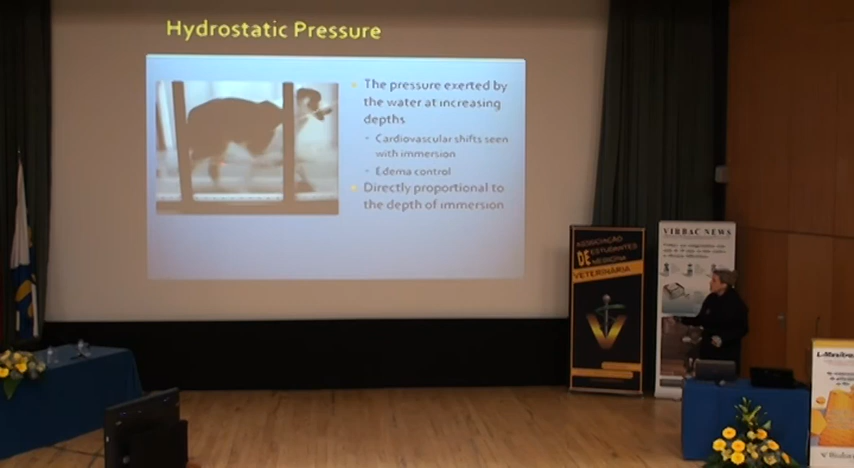 Hydrostatic Pressure
The pressure exerted by
the water at increasing
depths
- Cardiovascular shifts seen
with immersion
- Edema control
Directly proportional to
the depth of immersion
ASSOCIAÇÃO
DE ESTUDANTES
MEDICINA
VETERINÁRIA
V
VIRBAC NEWS